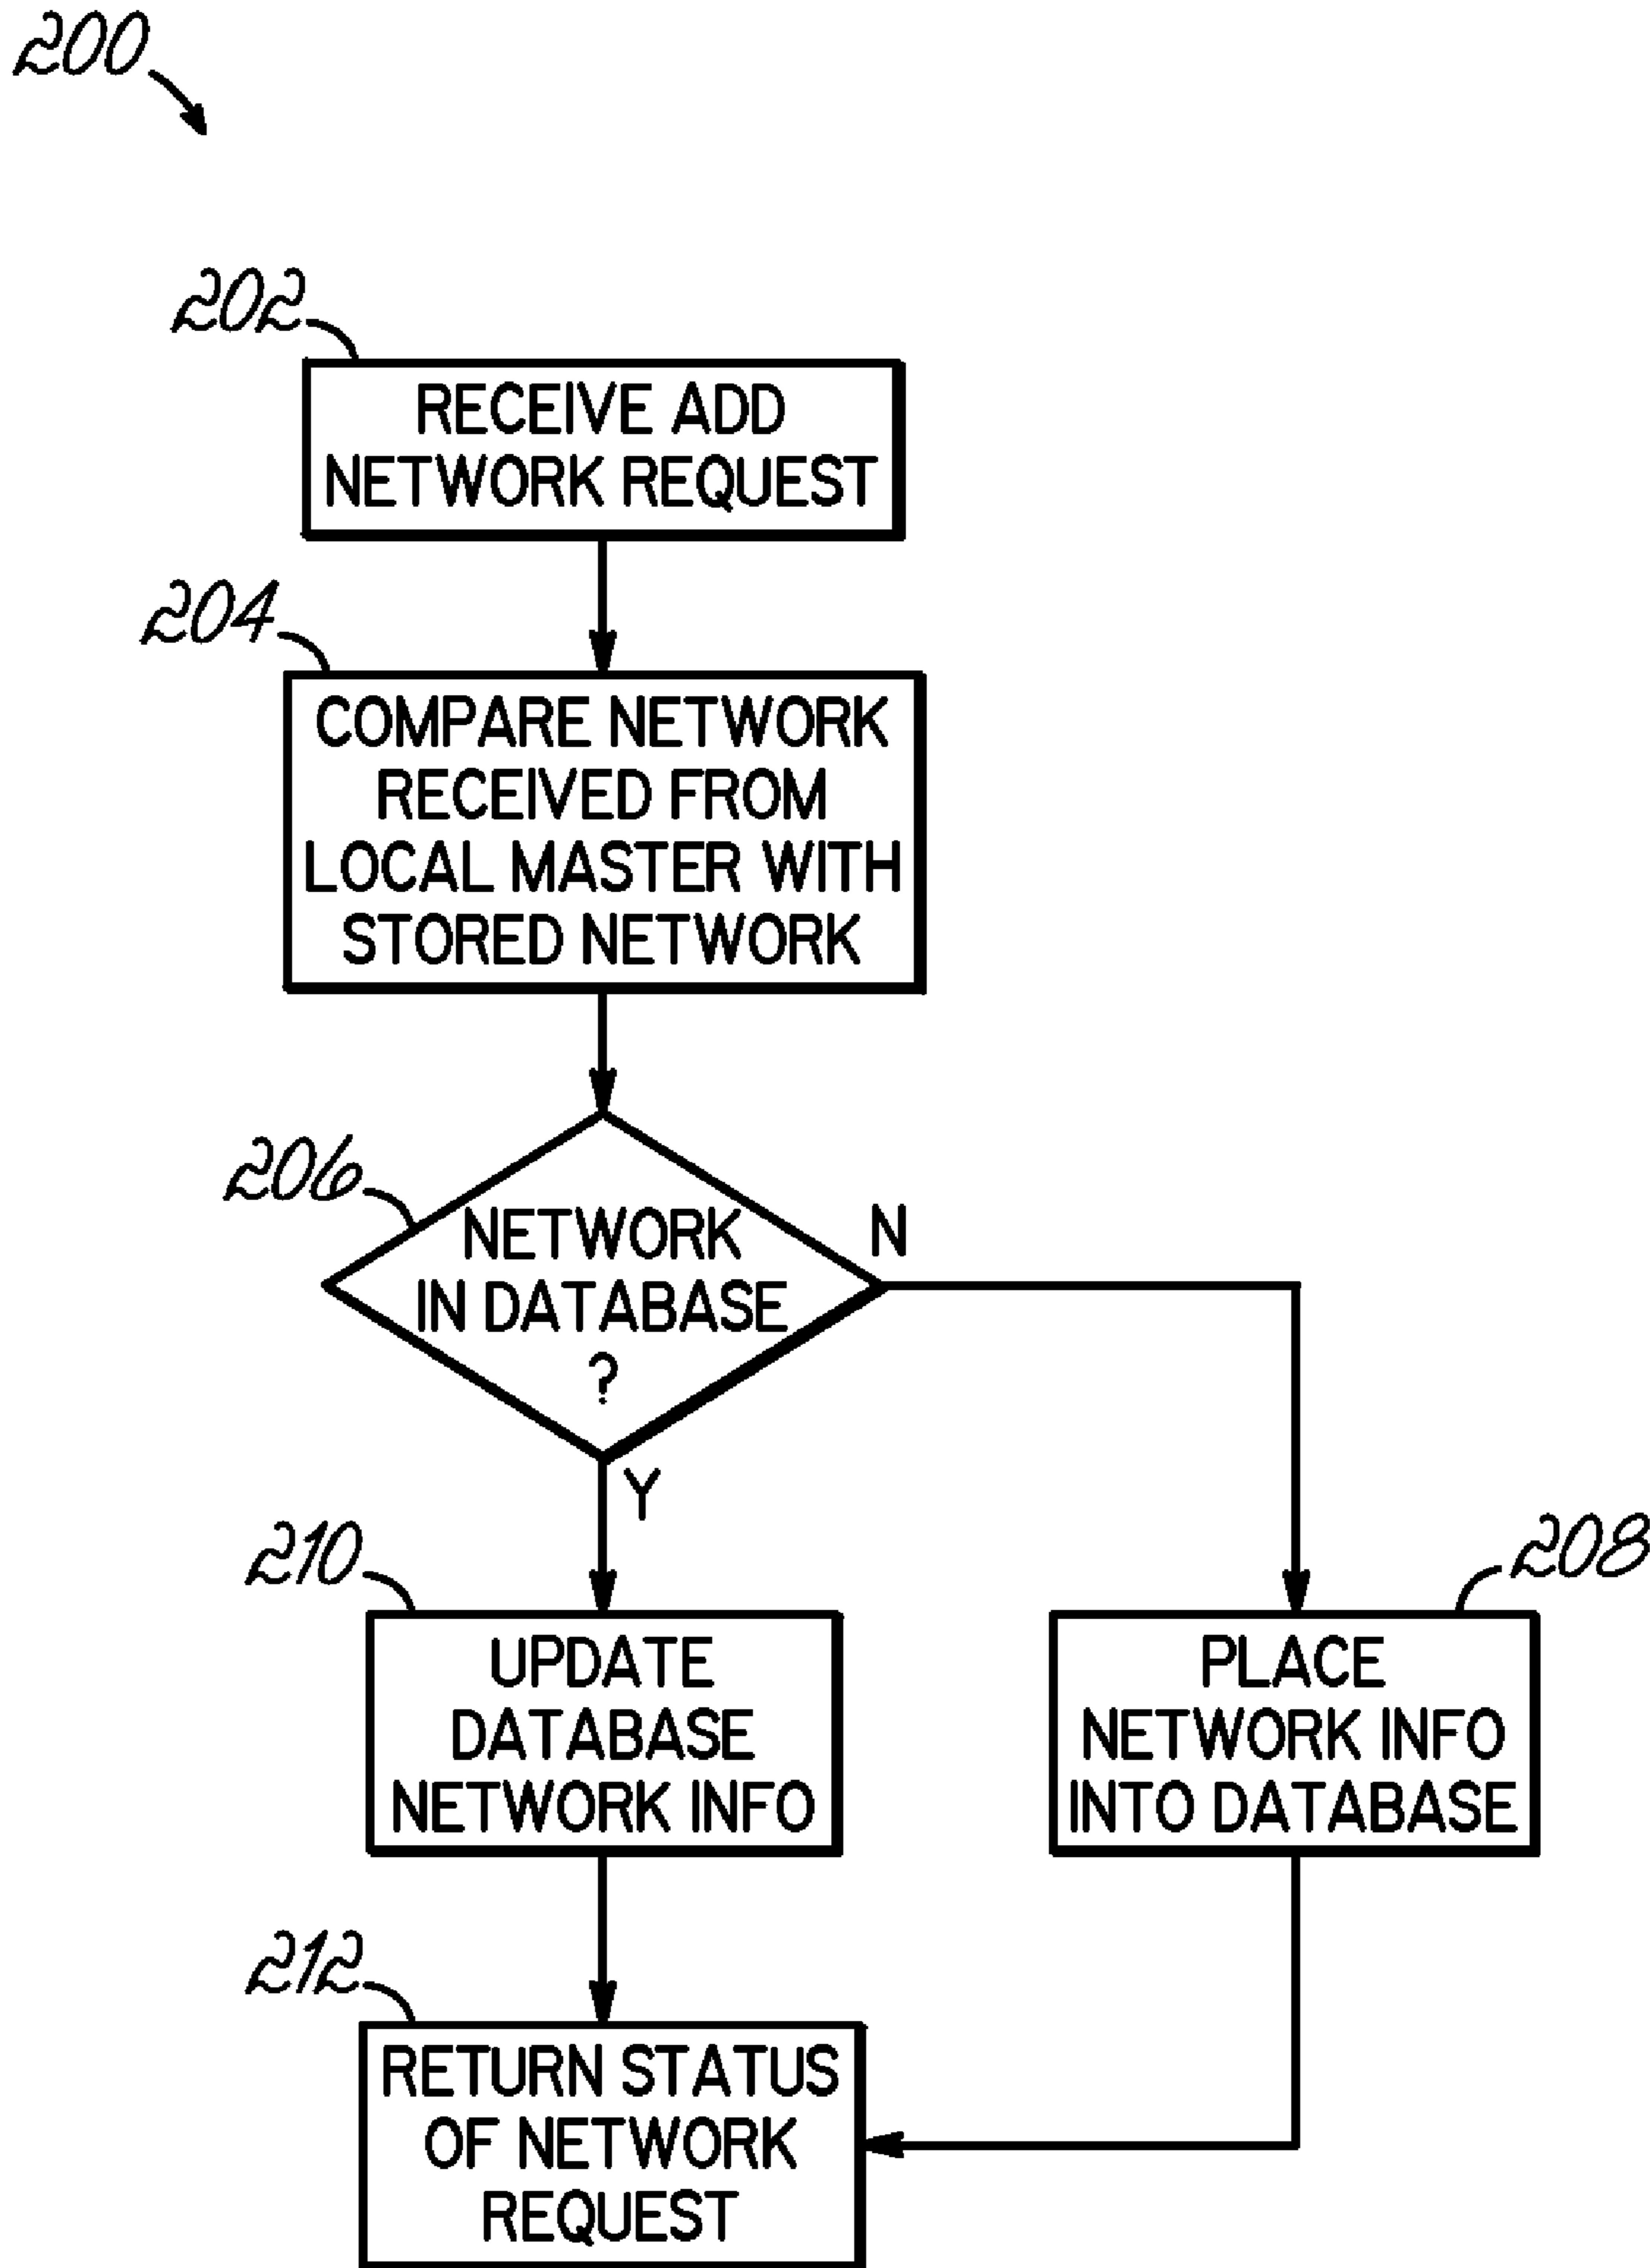 200
202
RECEIVE ADD
NETWORK REQUEST
204
COMPARE NETWORK
RECEIVED FROM
LOCAL MASTER WITH
STORED NETWORK
206
NETWORK
IN DATABASE
?
N
Y
210
UPDATE
DATABASE
NETWORK INFO
208
PLACE
NETWORK INFO
INTO DATABASE
212
RETURN STATUS
OF NETWORK
REQUEST